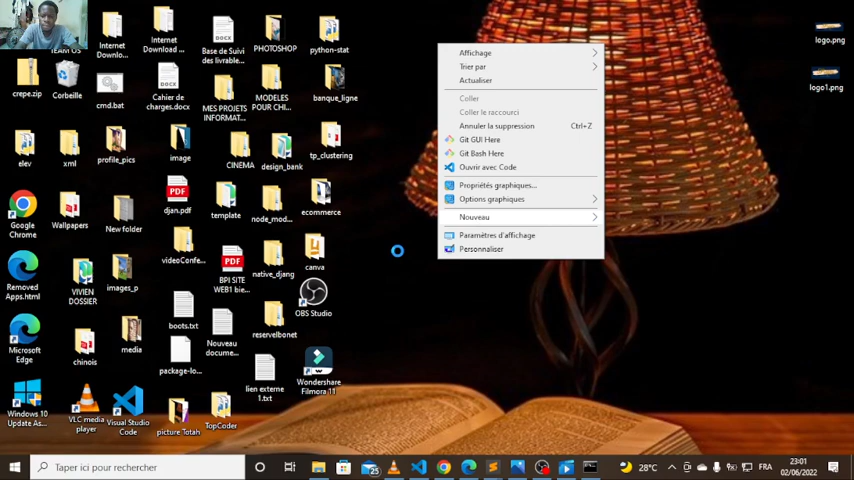 TEAM OS
Internet
Downlo...
Internet
Download ...
Base de Suivi
des livrable...
PHOTOSHOP
python-stat
logo.png
crepe.zip
Corbeille
cmd.bat
Cahier de
charges.docx
MES PROJETS
INFORMAT...
MODELES
POUR CHI...
banque_ligne
logo1.png
elev
xml
profile_pics
image
CINEMA
design_bank
tp_clustering
Google
Chrome
Wallpapers
New folder
djan.pdf
template
node_mod...
ecommerce
Removed
Apps.html
VIVIEN
DOSSIER
images_p
videoConfe...
BPI SITE
WEB1 bie...
native_djang
canva
OBS Studio
Microsoft
Edge
chinois
media
boots.txt
package-lo...
Nouveau
docume...
reservelbonet
lien externe
1.txt
Wondershare
Filmora 11
Windows 10
Update As...
VLC media
player
Visual Studio
Code
picture Totah
TopCoder
Affichage
Trier par
Actualiser
Coller
Coller le raccourci
Annuler la suppression Ctrl+Z
Git GUI Here
Git Bash Here
Ouvrir avec Code
Propriétés graphiques...
Options graphiques
Nouveau
Paramètres d'affichage
Personnaliser
Taper ici pour rechercher
25
28°C
FRA
23:01
02/06/2022